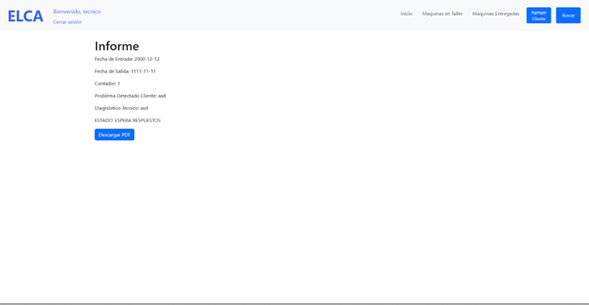 ELCA
Bienvenido, tecnico
Cerrar sesión
Inicio
Maquinas en Taller
Maquinas Entregadas
Agregar
Cliente
Buscar
Informe
Fecha de Entrada: 2000-12-12
Fecha de Salida: 1111-11-11
Contador: 1
Problema Detectado Cliente: asd
Diagnóstico Técnico: asd
ESTADO: ESPERA RESPUESTOS
Descargar PDF